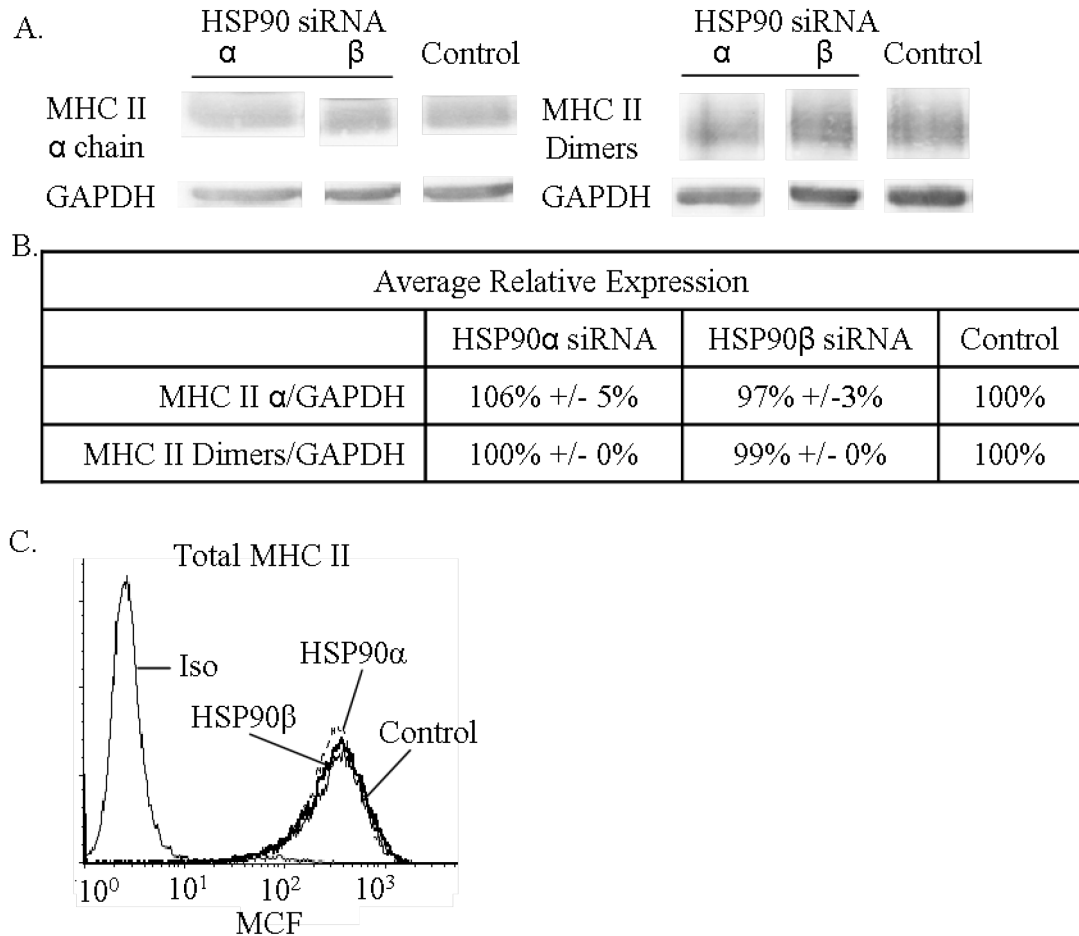 A.
HSP90 siRNA
α β Control
MHC II
α chain
GAPDH
HSP90 siRNA
α β Control
MHC II
Dimers
GAPDH
B.
Average Relative Expression
HSP90α siRNA HSP90β siRNA Control
MHC II α/GAPDH 106% +/- 5% 97% +/-3% 100%
MHC II Dimers/GAPDH 100% +/- 0% 99% +/- 0% 100%
C.
Total MHC II
Iso
HSP90α
HSP90β
Control
10⁰ 10¹ 10² 10³
MCF